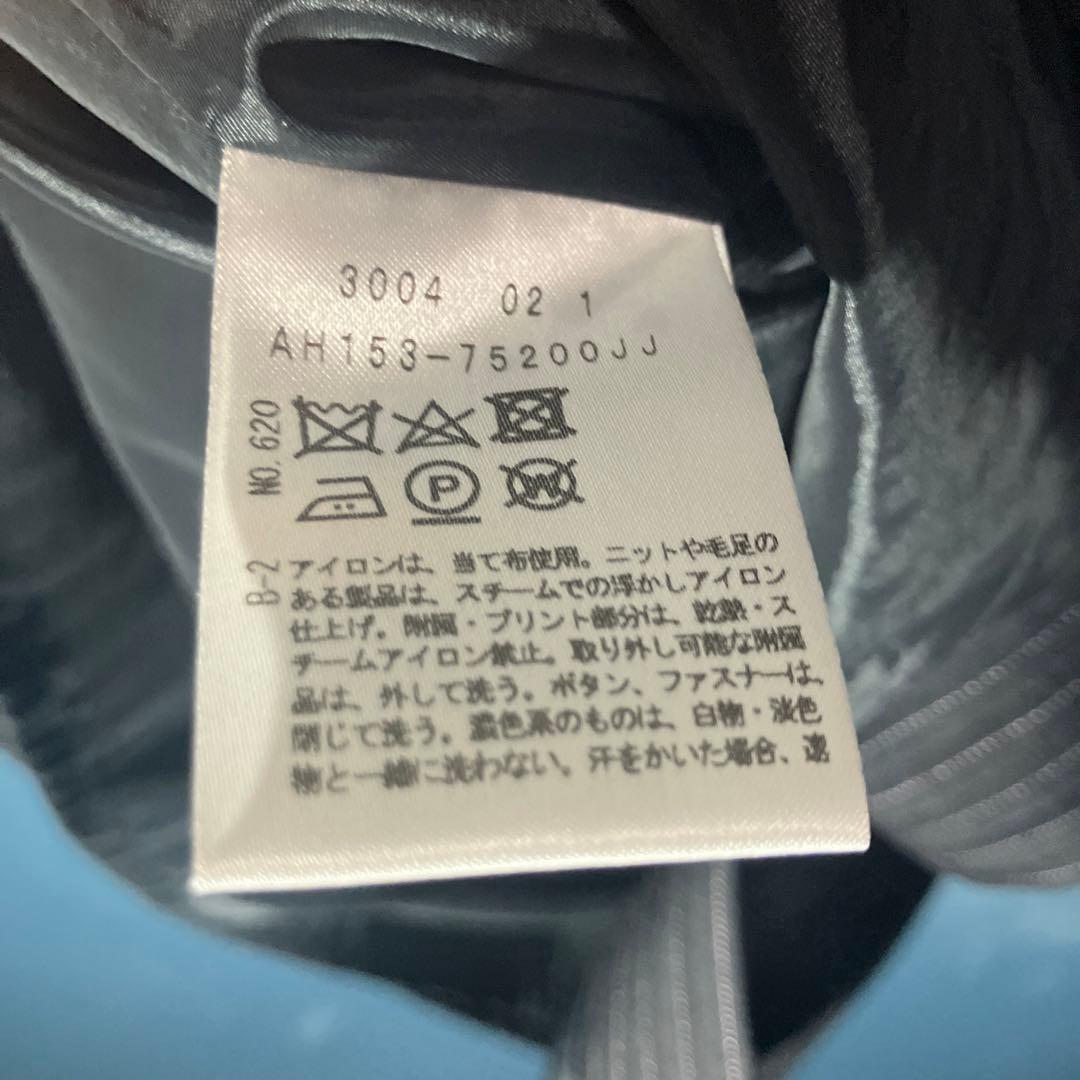 3004 02 1
AH153-75200JJ
NO. 620
P
W
B-2
アイロンは、当て布使用。ニットや毛足の
ある製品は、スチームでの浮かしアイロン
仕上げ。附属・プリント部分は、乾熱・ス
チームアイロン禁止。取り外し可能な附属
品は、外して洗う。ボタン、ファスナーは、
閉じて洗う。濃色系のものは、白物・淡色
物と一緒に洗わない。汗をかいた場合、速